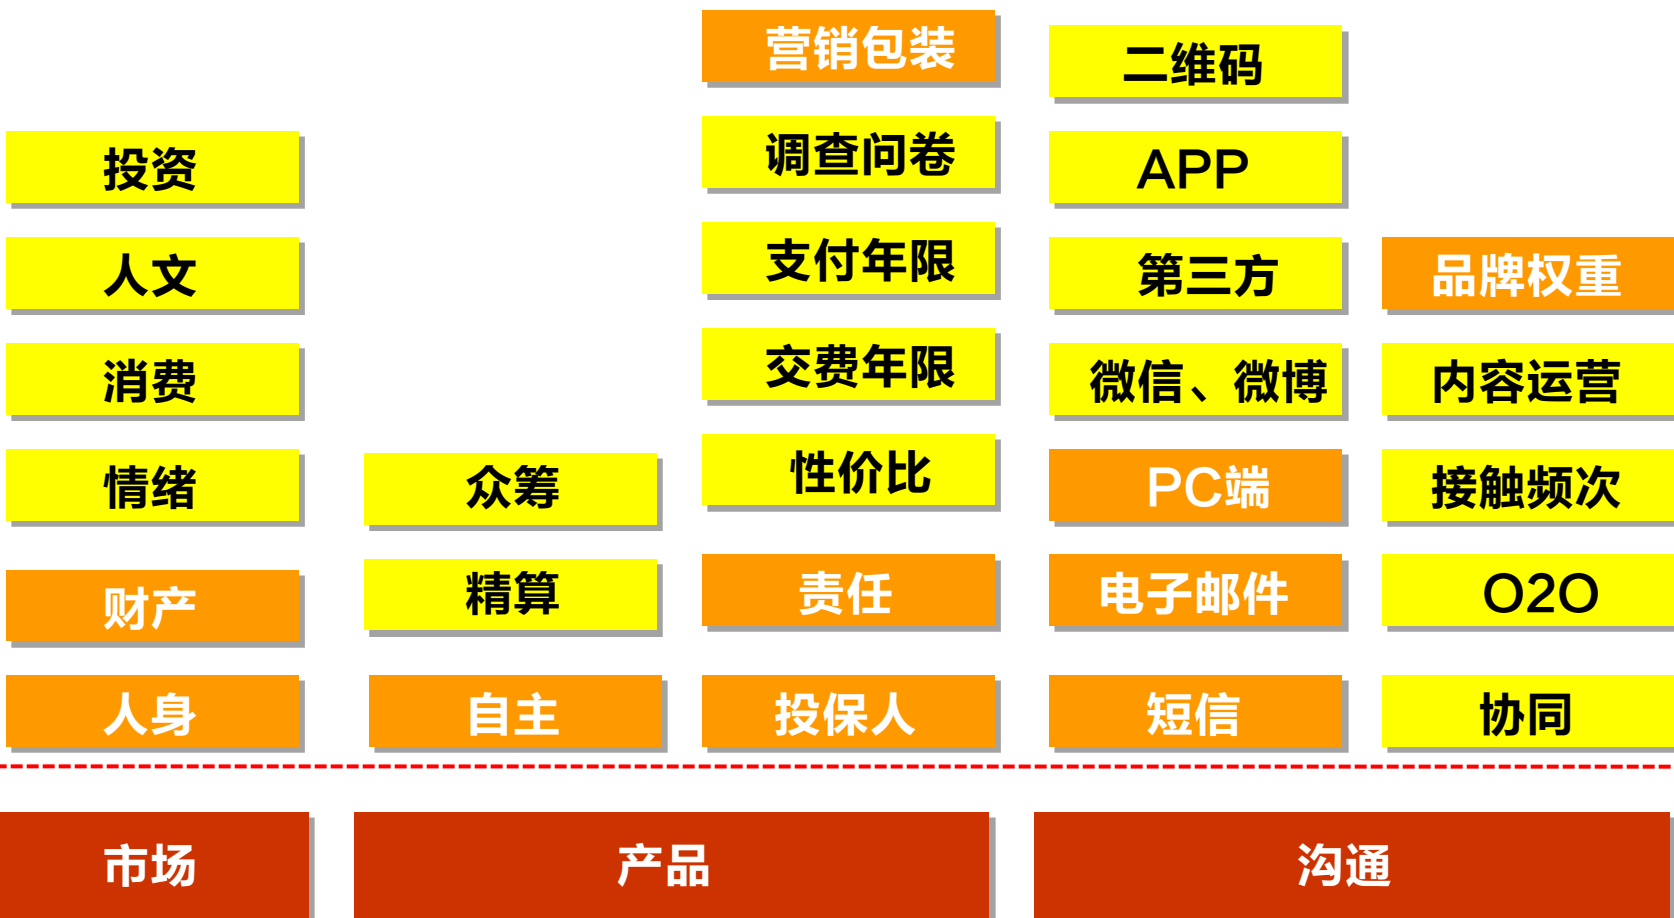 营销包装
二维码
投资
调查问卷
APP
人文
支付年限
第三方
品牌权重
消费
交费年限
微信、微博
内容运营
情绪
众筹
性价比
PC端
接触频次
财产
精算
责任
电子邮件
O2O
人身
自主
投保人
短信
协同
市场
产品
沟通